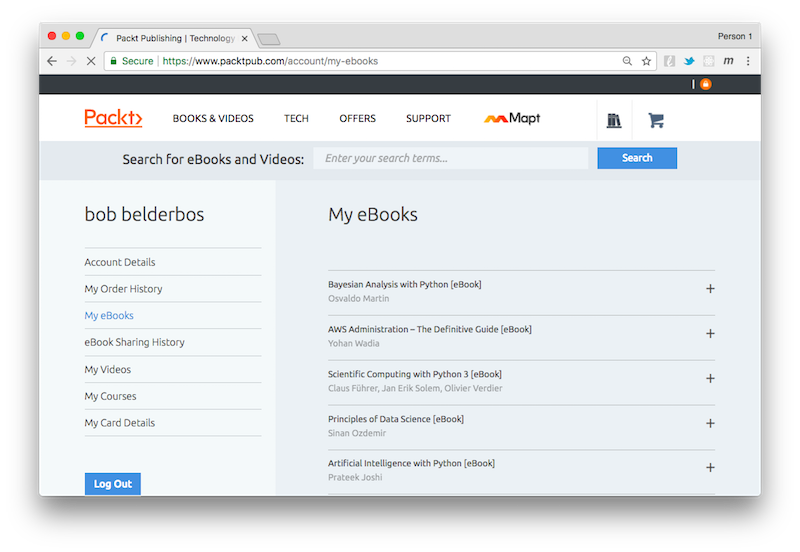 Packt Publishing | Technology
Person 1
Secure | https://www.packtpub.com/account/my-ebooks
m
|
Packt>
BOOKS & VIDEOS
TECH
OFFERS
SUPPORT
Mapt
Search for eBooks and Videos:
Enter your search terms...
Search
bob belderbos
Account Details
My Order History
My eBooks
eBook Sharing History
My Videos
My Courses
My Card Details
Log Out
My eBooks
Bayesian Analysis with Python [eBook]
Osvaldo Martin
+
AWS Administration – The Definitive Guide [eBook]
Yohan Wadia
+
Scientific Computing with Python 3 [eBook]
Claus Führer, Jan Erik Solem, Olivier Verdier
+
Principles of Data Science [eBook]
Sinan Ozdemir
+
Artificial Intelligence with Python [eBook]
Prateek Joshi
+